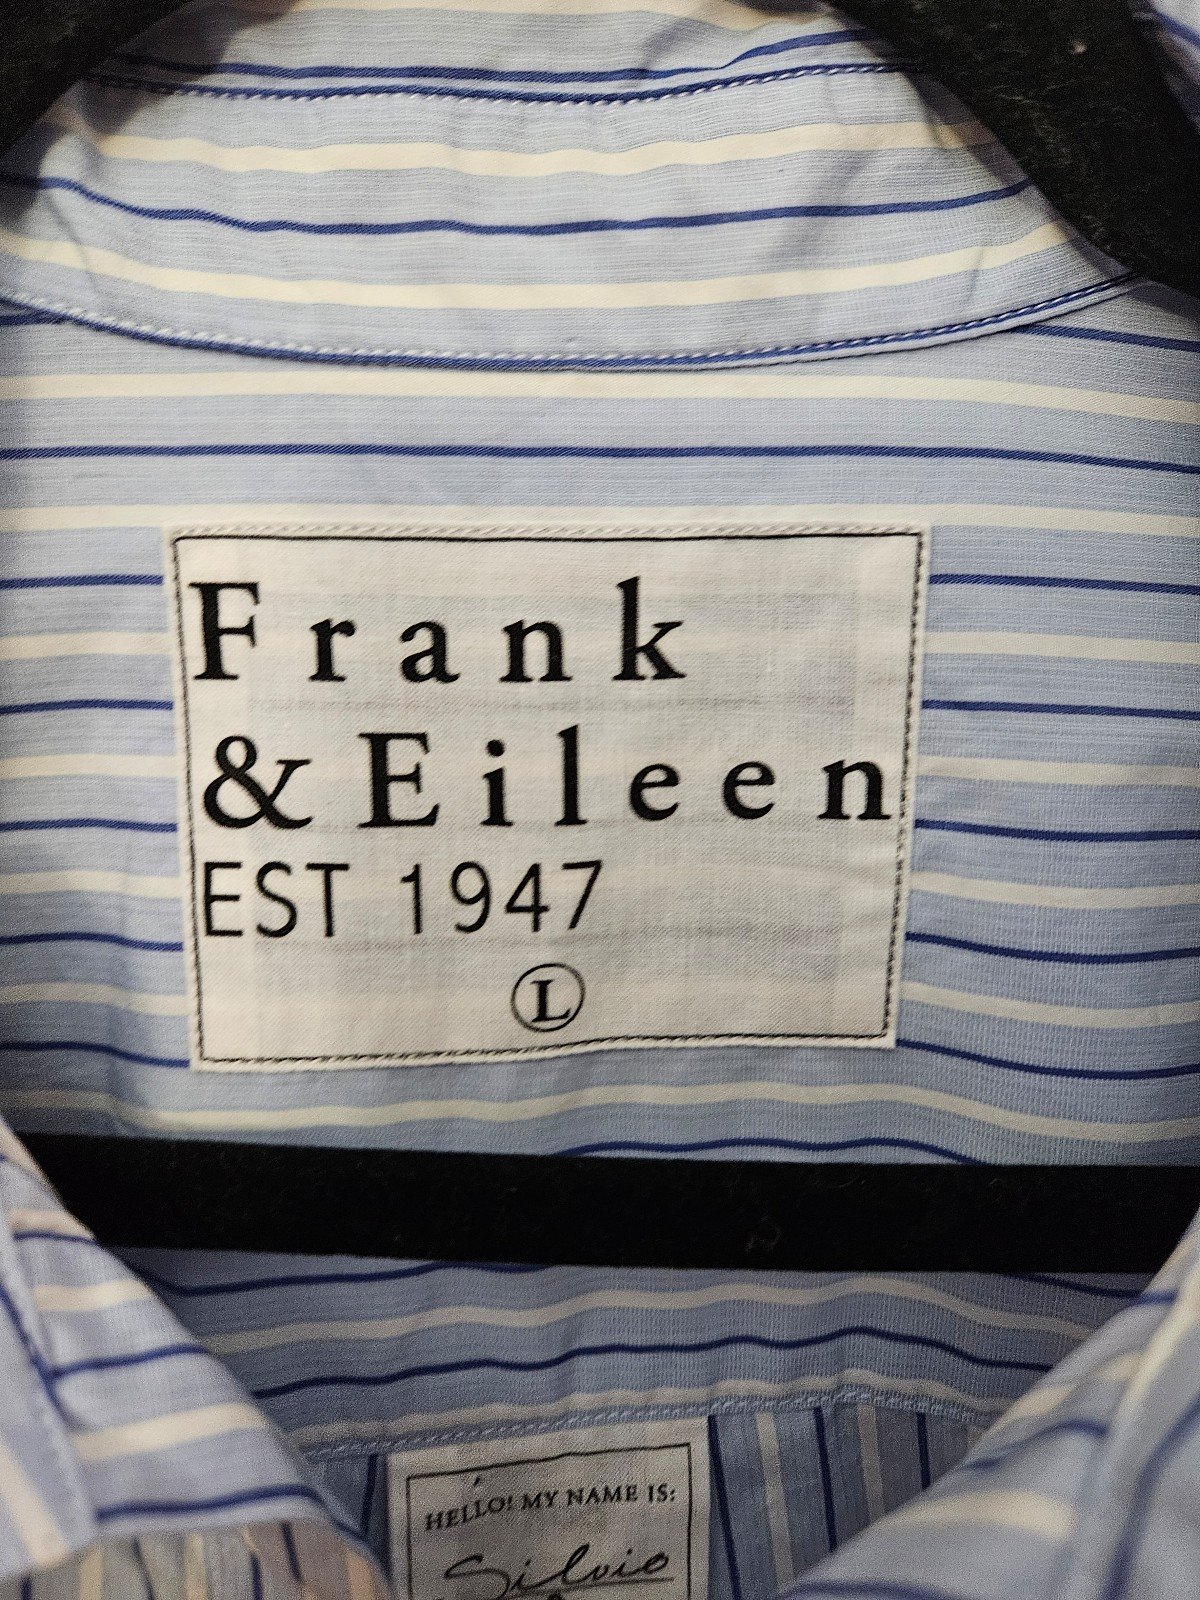 Frank
& Eileen
EST 1947
L
HELLO! MY NAME IS:
Silvio